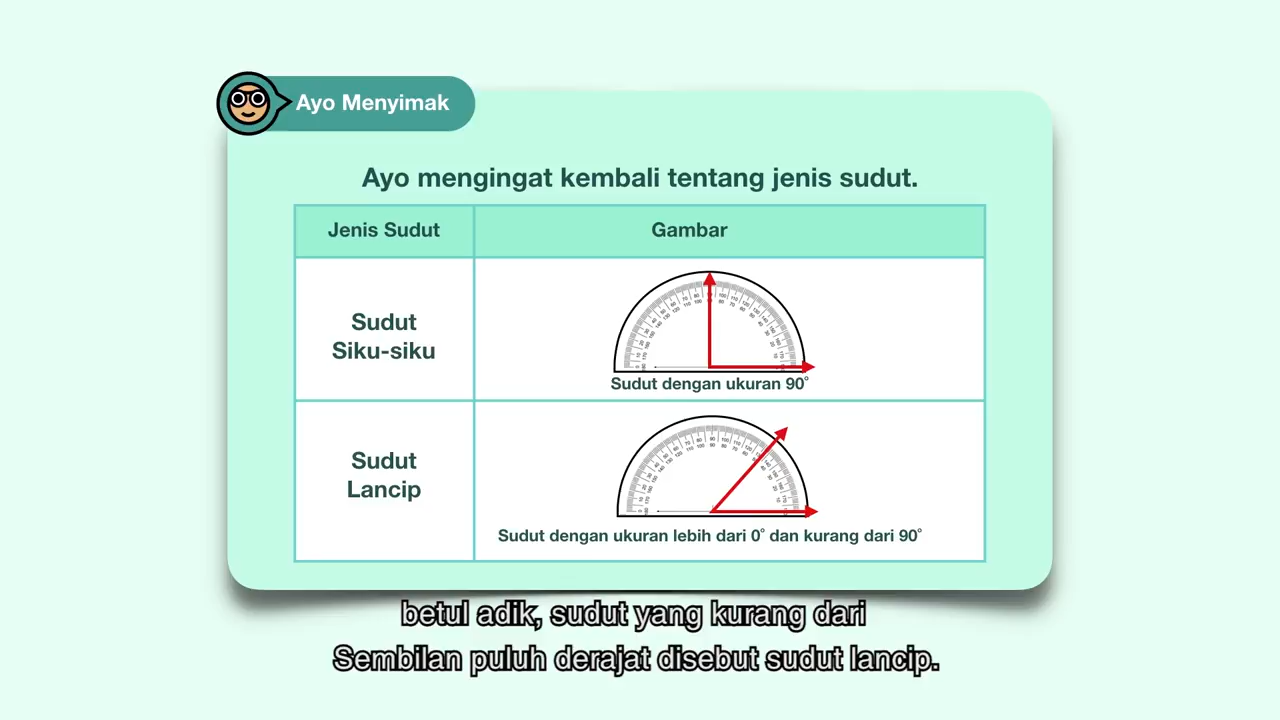 Ayo Menyimak
Ayo mengingat kembali tentang jenis sudut.
Jenis Sudut
Gambar
Sudut
Siku-siku
Sudut dengan ukuran 90°
Sudut
Lancip
Sudut dengan ukuran lebih dari 0° dan kurang dari 90°
betul adik, sudut yang kurang dari
Sembilan puluh derajat disebut sudut lancip.